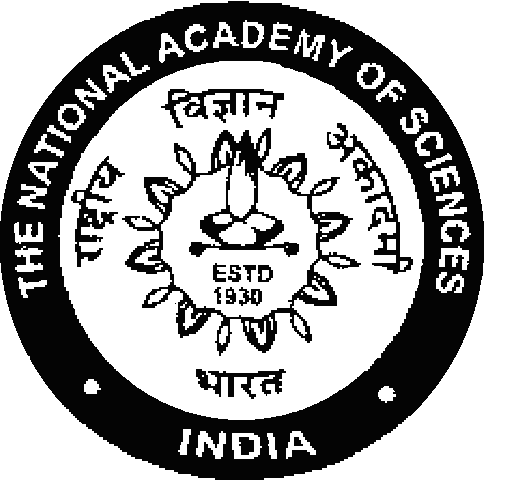 THE NATIONAL ACADEMY OF SCIENCES
INDIA
राष्ट्रीय विज्ञान अकादमी
भारत
ESTD
1930